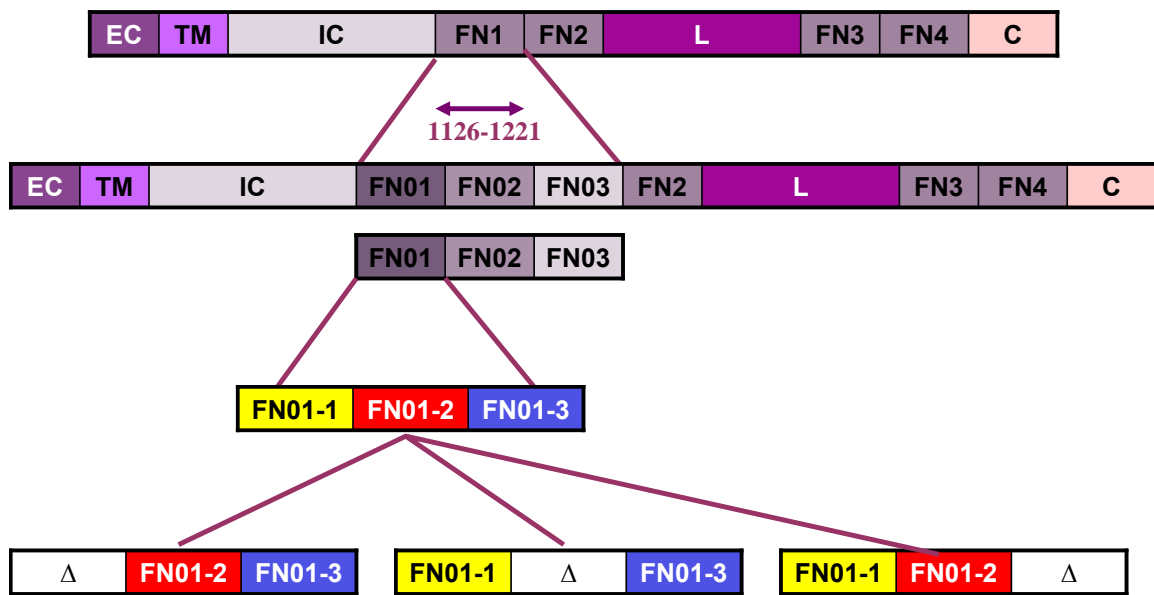 EC TM IC FN1 FN2 L FN3 FN4 C
1126-1221
EC TM IC FN01 FN02 FN03 FN2 L FN3 FN4 C
FN01 FN02 FN03
FN01-1 FN01-2 FN01-3
Δ FN01-2 FN01-3 FN01-1 Δ FN01-3 FN01-1 FN01-2 Δ